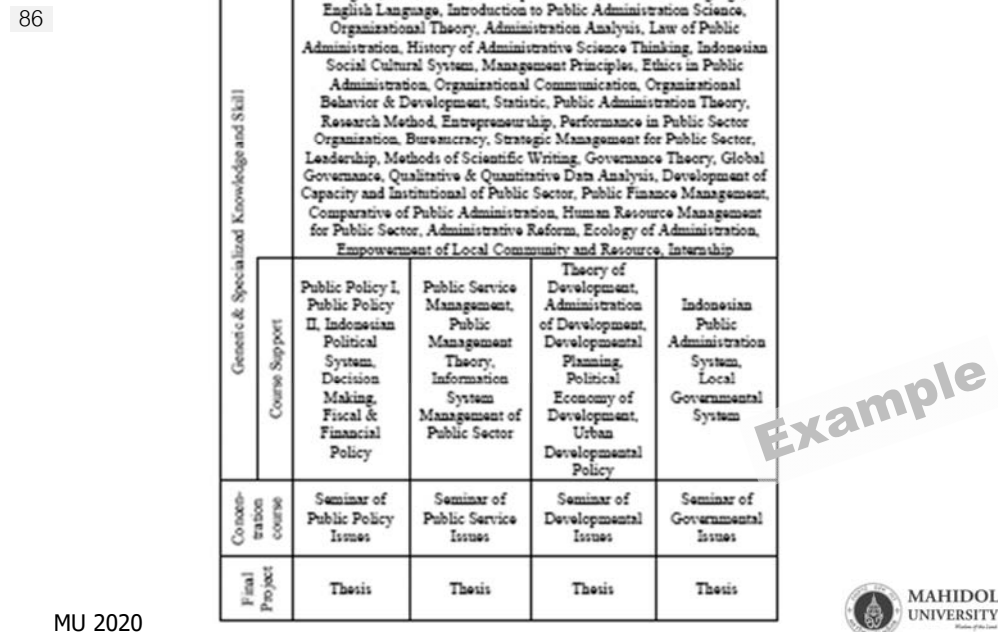 86
English Language, Introduction to Public Administration Science,
Organizational Theory, Administration Analysis, Law of Public
Administration, History of Administrative Science Thinking, Indonesian
Social Cultural System, Management Principles, Ethics in Public
Administration, Organizational Communication, Organizational
Behavior & Development, Statistic, Public Administration Theory,
Research Method, Entrepreneurship, Performance in Public Sector
Organization, Bureaucracy, Strategic Management for Public Sector,
Leadership, Methods of Scientific Writing, Governance Theory, Global
Governance, Qualitative & Quantitative Data Analysis, Development of
Capacity and Institutional of Public Sector, Public Finance Management,
Comparative of Public Administration, Human Resource Management
for Public Sector, Administrative Reform, Ecology of Administration,
Empowerment of Local Community and Resource, Internship
Generic & Specialized Knowledge and Skill
Course Support
Public Policy I,
Public Policy
II, Indonesian
Political
System,
Decision
Making,
Fiscal &
Financial
Policy
Public Service
Management,
Public
Management
Theory,
Information
System
Management of
Public Sector
Theory of
Development,
Administration
of Development,
Developmental
Planning,
Political
Economy of
Development,
Urban
Developmental
Policy
Indonesian
Public
Administration
System,
Local
Governmental
System
Example
Concen-
tration
course
Seminar of
Public Policy
Issues
Seminar of
Public Service
Issues
Seminar of
Developmental
Issues
Seminar of
Governmental
Issues
Final
Project
Thesis
Thesis
Thesis
Thesis
MU 2020
MAHIDOL
UNIVERSITY
Wisdom of the Land